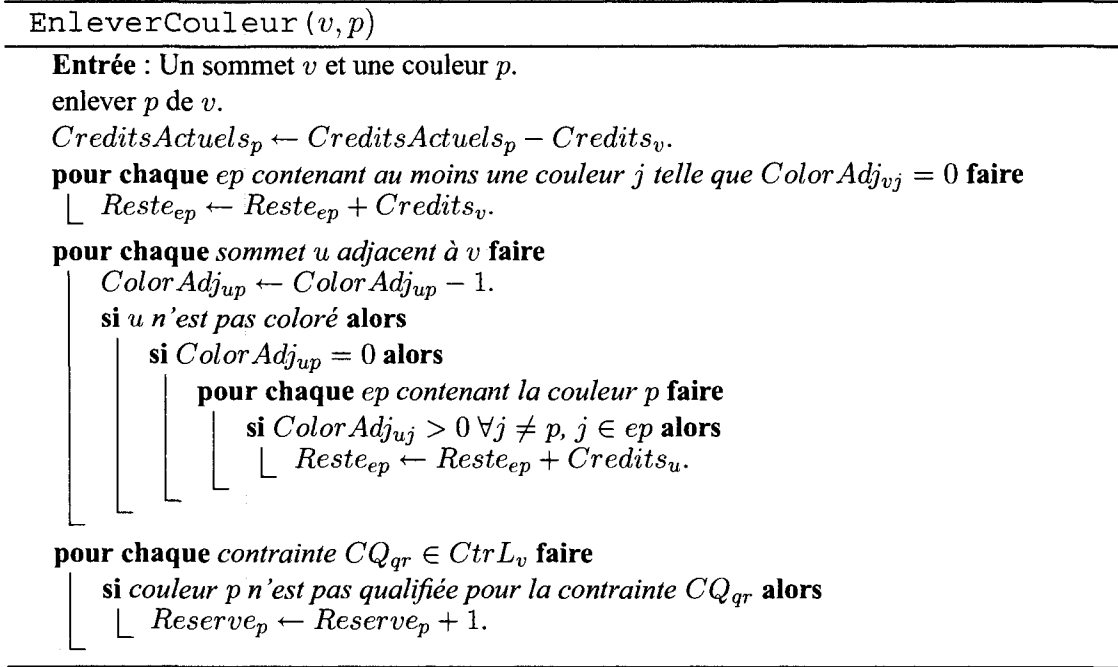 EnleverCouleur(v, p)
Entrée : Un sommet v et une couleur p.
enlever p de v.
CreditsActuels_p ← CreditsActuels_p − Credits_v.
pour chaque ep contenant au moins une couleur j telle que ColorAdj_vj = 0 faire
Reste_ep ← Reste_ep + Credits_v.
pour chaque sommet u adjacent à v faire
ColorAdj_up ← ColorAdj_up − 1.
si u n'est pas coloré alors
si ColorAdj_up = 0 alors
pour chaque ep contenant la couleur p faire
si ColorAdj_uj > 0 ∀j ≠ p, j ∈ ep alors
Reste_ep ← Reste_ep + Credits_u.
pour chaque contrainte CQ_qr ∈ CtrL_v faire
si couleur p n'est pas qualifiée pour la contrainte CQ_qr alors
Reserve_p ← Reserve_p + 1.